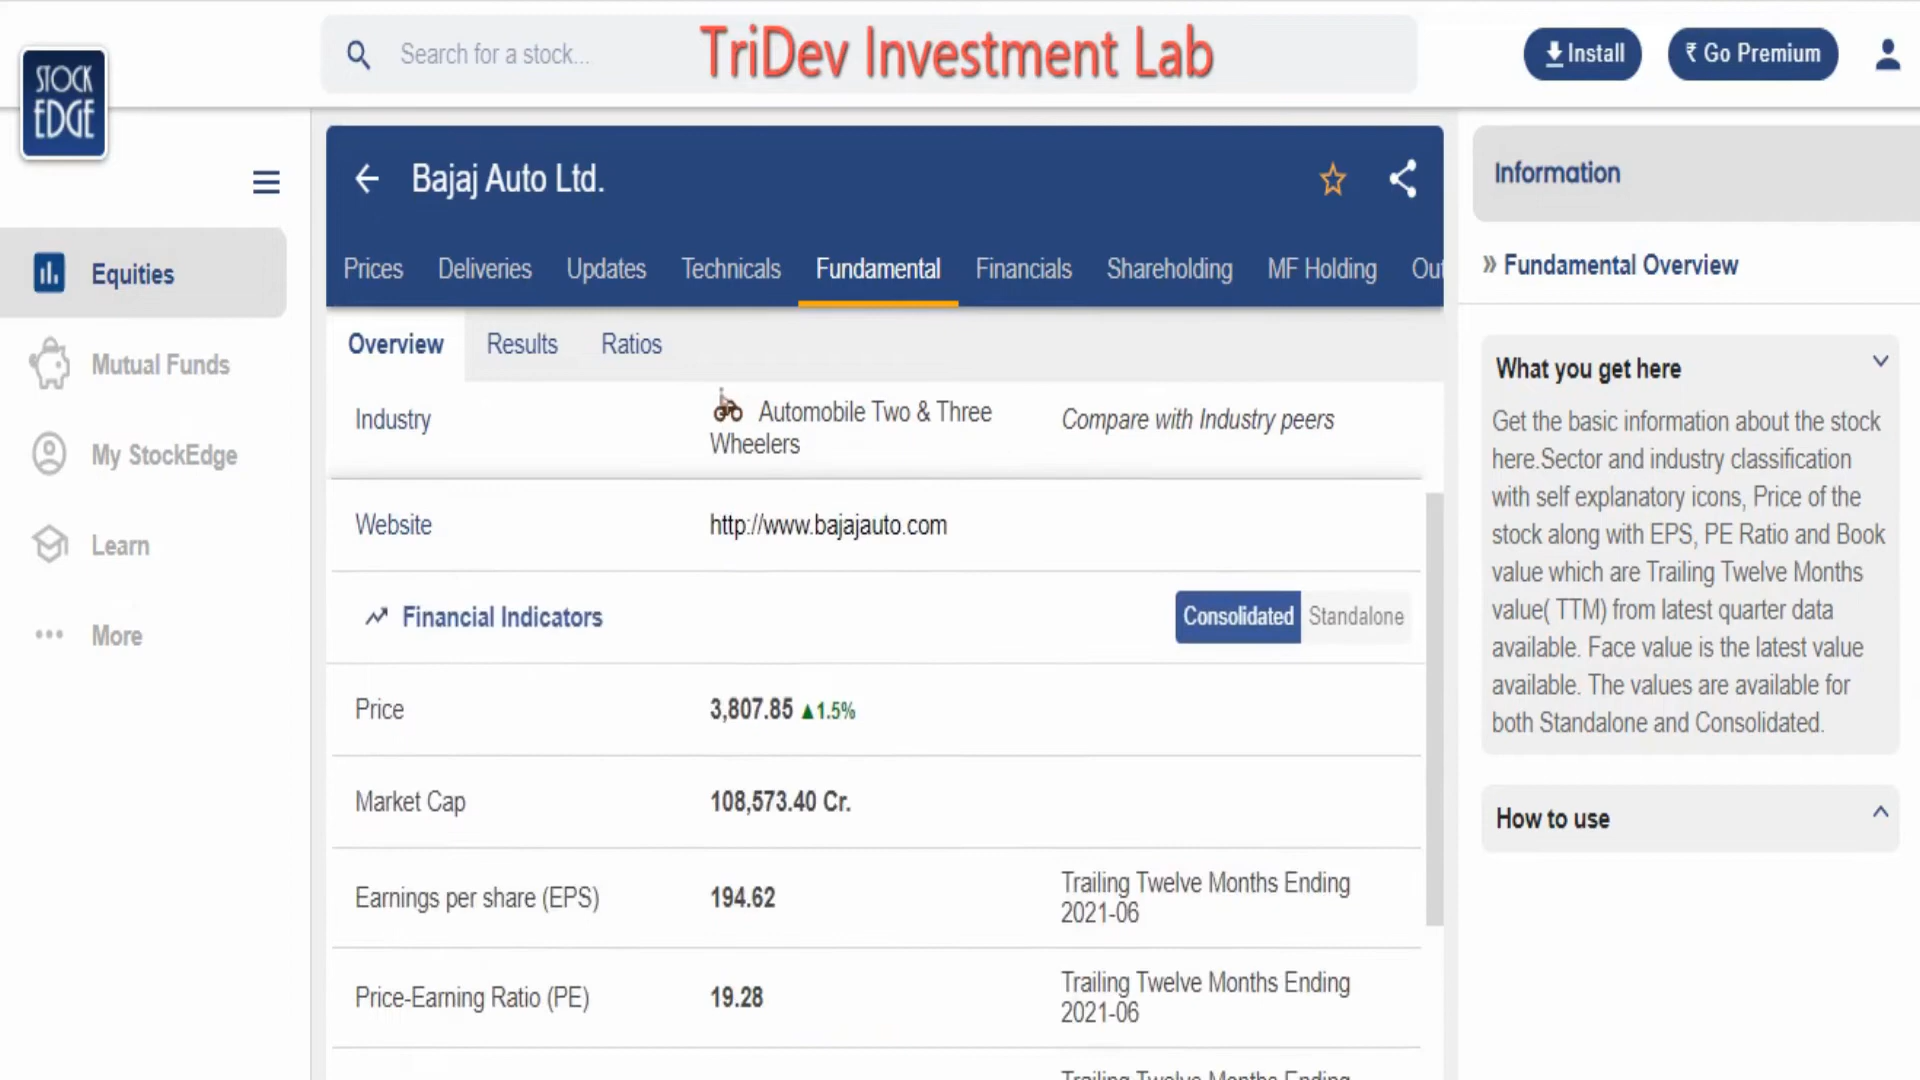 STOCK
EDGE
Search for a stock...
TriDev Investment Lab
Install
₹ Go Premium
Equities
Mutual Funds
My StockEdge
Learn
More
Bajaj Auto Ltd.
Prices Deliveries Updates Technicals Fundamental Financials Shareholding MF Holding Out
Overview Results Ratios
Industry
Automobile Two & Three
Wheelers
Compare with Industry peers
Website http://www.bajajauto.com
Financial Indicators Consolidated Standalone
Price 3,807.85 ▲1.5%
Market Cap 108,573.40 Cr.
Earnings per share (EPS) 194.62
Trailing Twelve Months Ending
2021-06
Price-Earning Ratio (PE) 19.28
Trailing Twelve Months Ending
2021-06
Trailing Twelve Months Ending
Information
» Fundamental Overview
What you get here
Get the basic information about the stock
here.Sector and industry classification
with self explanatory icons, Price of the
stock along with EPS, PE Ratio and Book
value which are Trailing Twelve Months
value( TTM) from latest quarter data
available. Face value is the latest value
available. The values are available for
both Standalone and Consolidated.
How to use